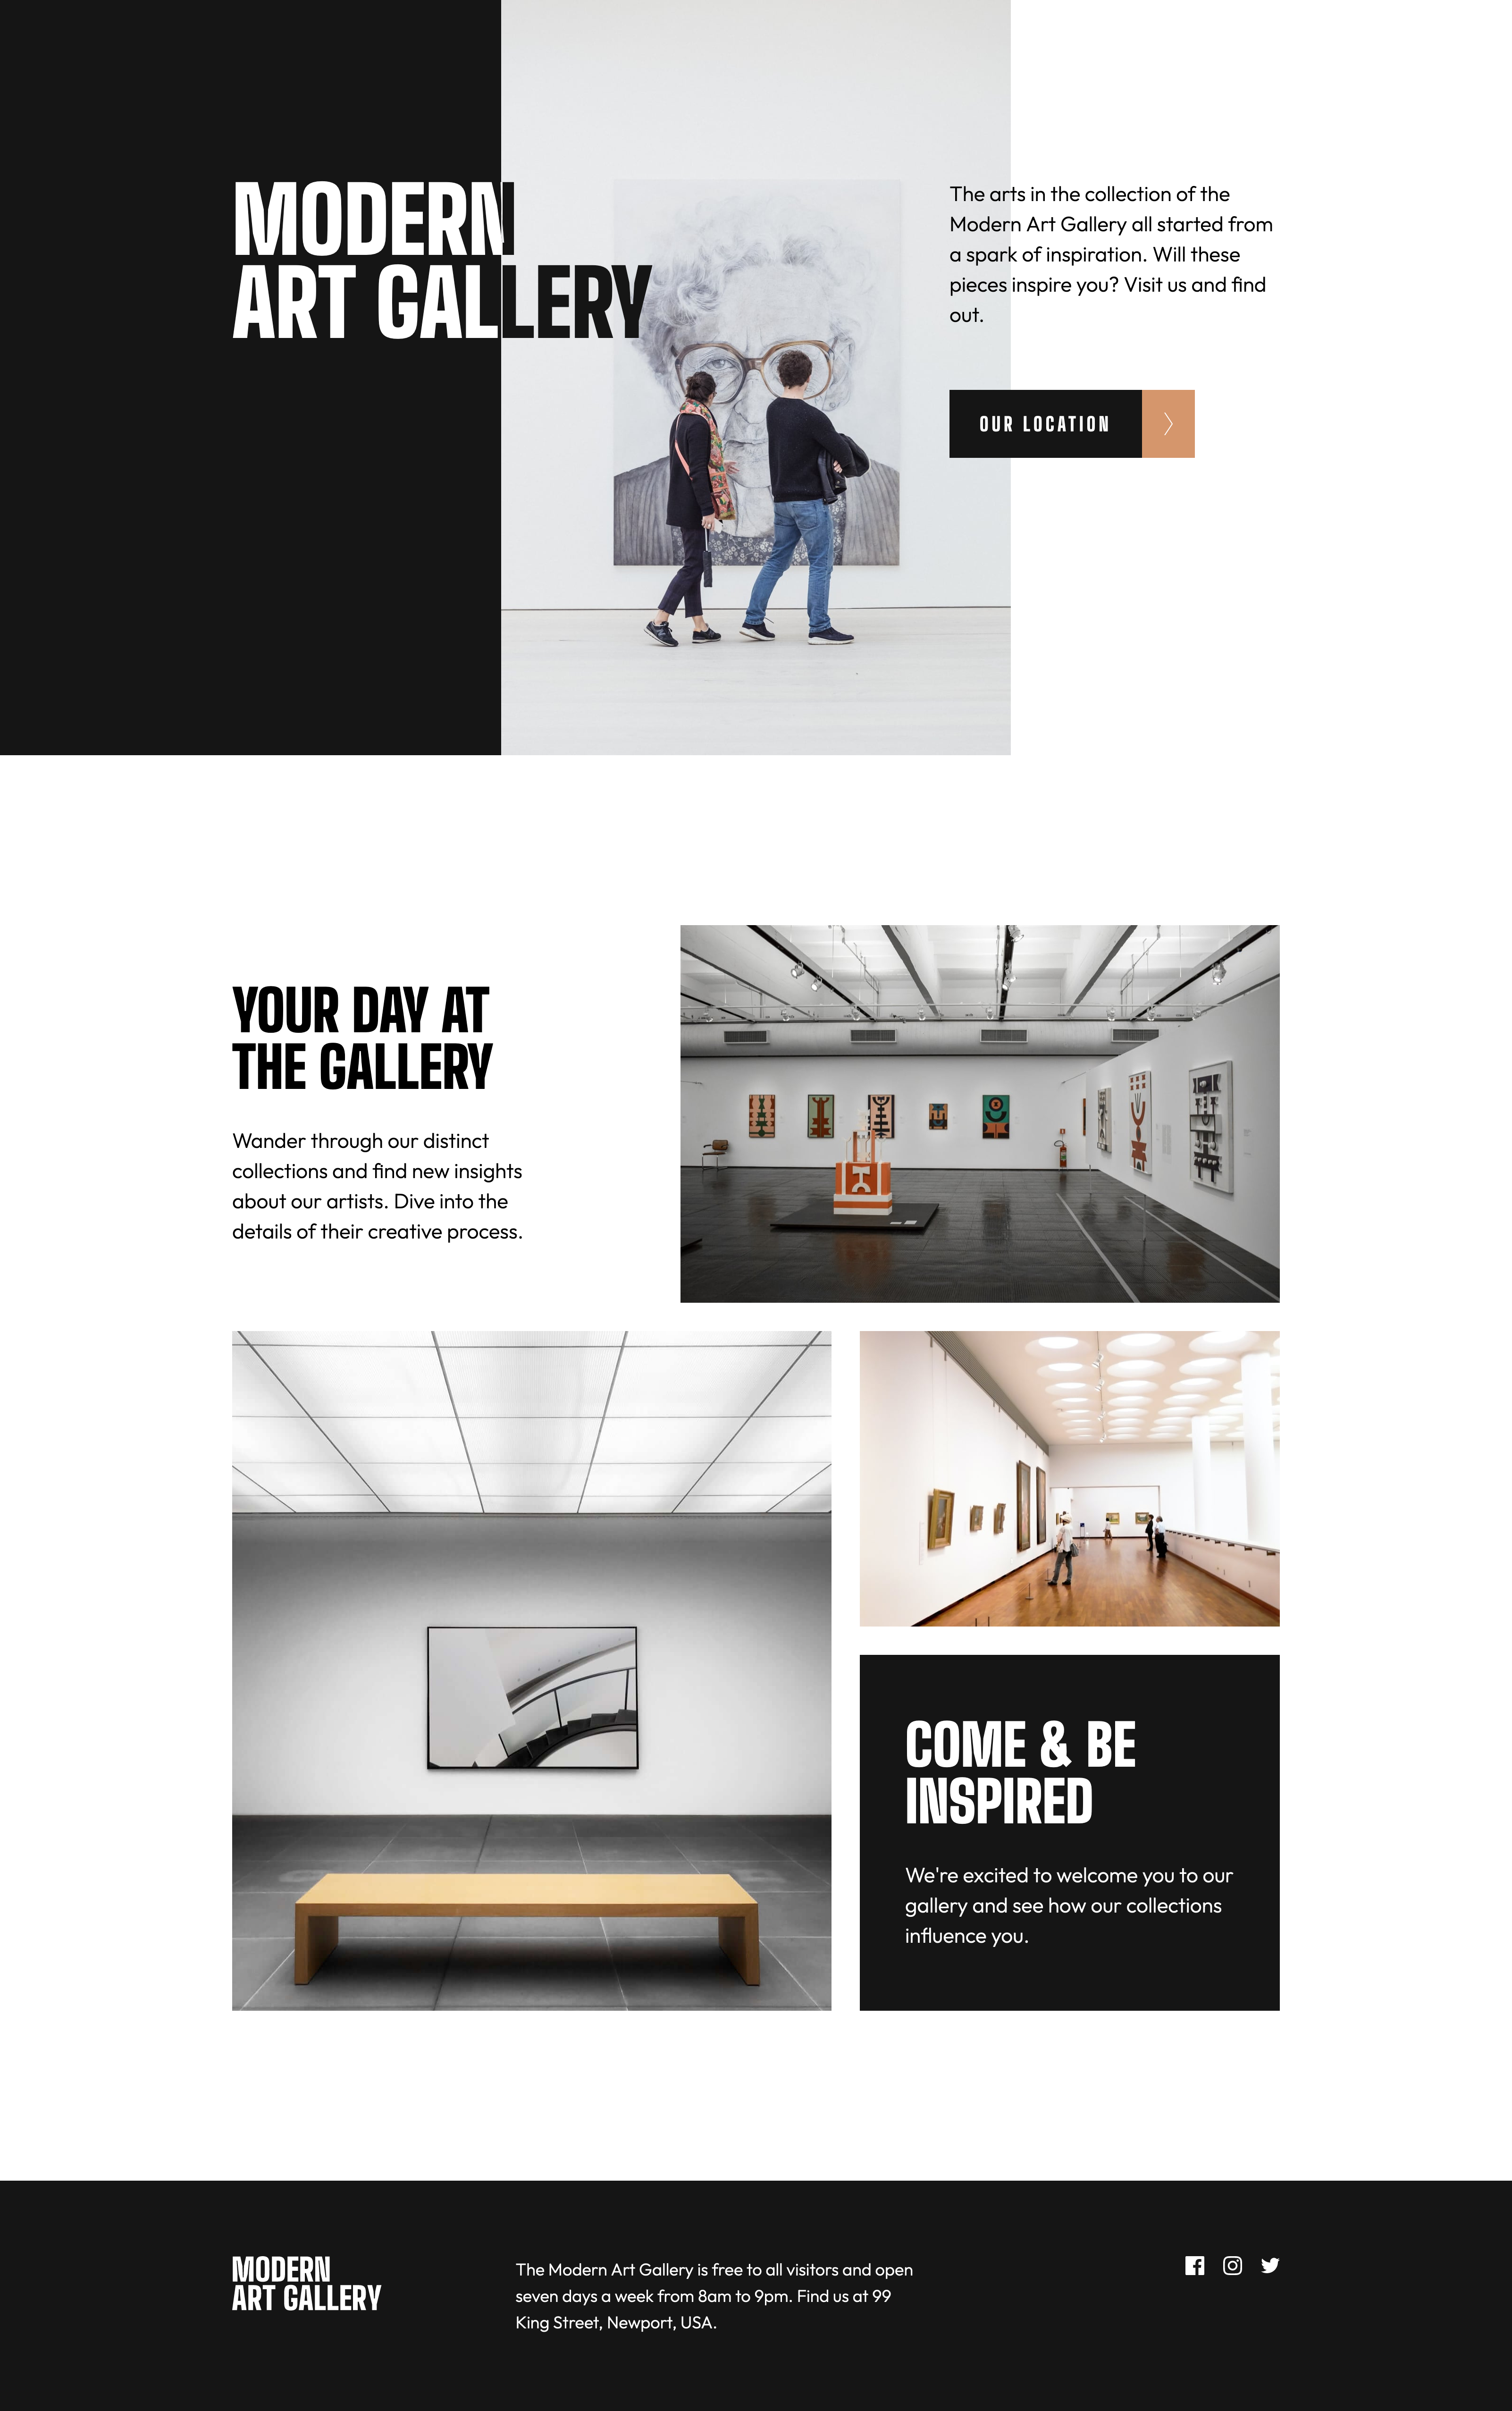 MODERN
ART GALLERY
The arts in the collection of the
Modern Art Gallery all started from
a spark of inspiration. Will these
pieces inspire you? Visit us and find
out.
OUR LOCATION
YOUR DAY AT
THE GALLERY
Wander through our distinct
collections and find new insights
about our artists. Dive into the
details of their creative process.
COME & BE
INSPIRED
We're excited to welcome you to our
gallery and see how our collections
influence you.
MODERN
ART GALLERY
The Modern Art Gallery is free to all visitors and open
seven days a week from 8am to 9pm. Find us at 99
King Street, Newport, USA.